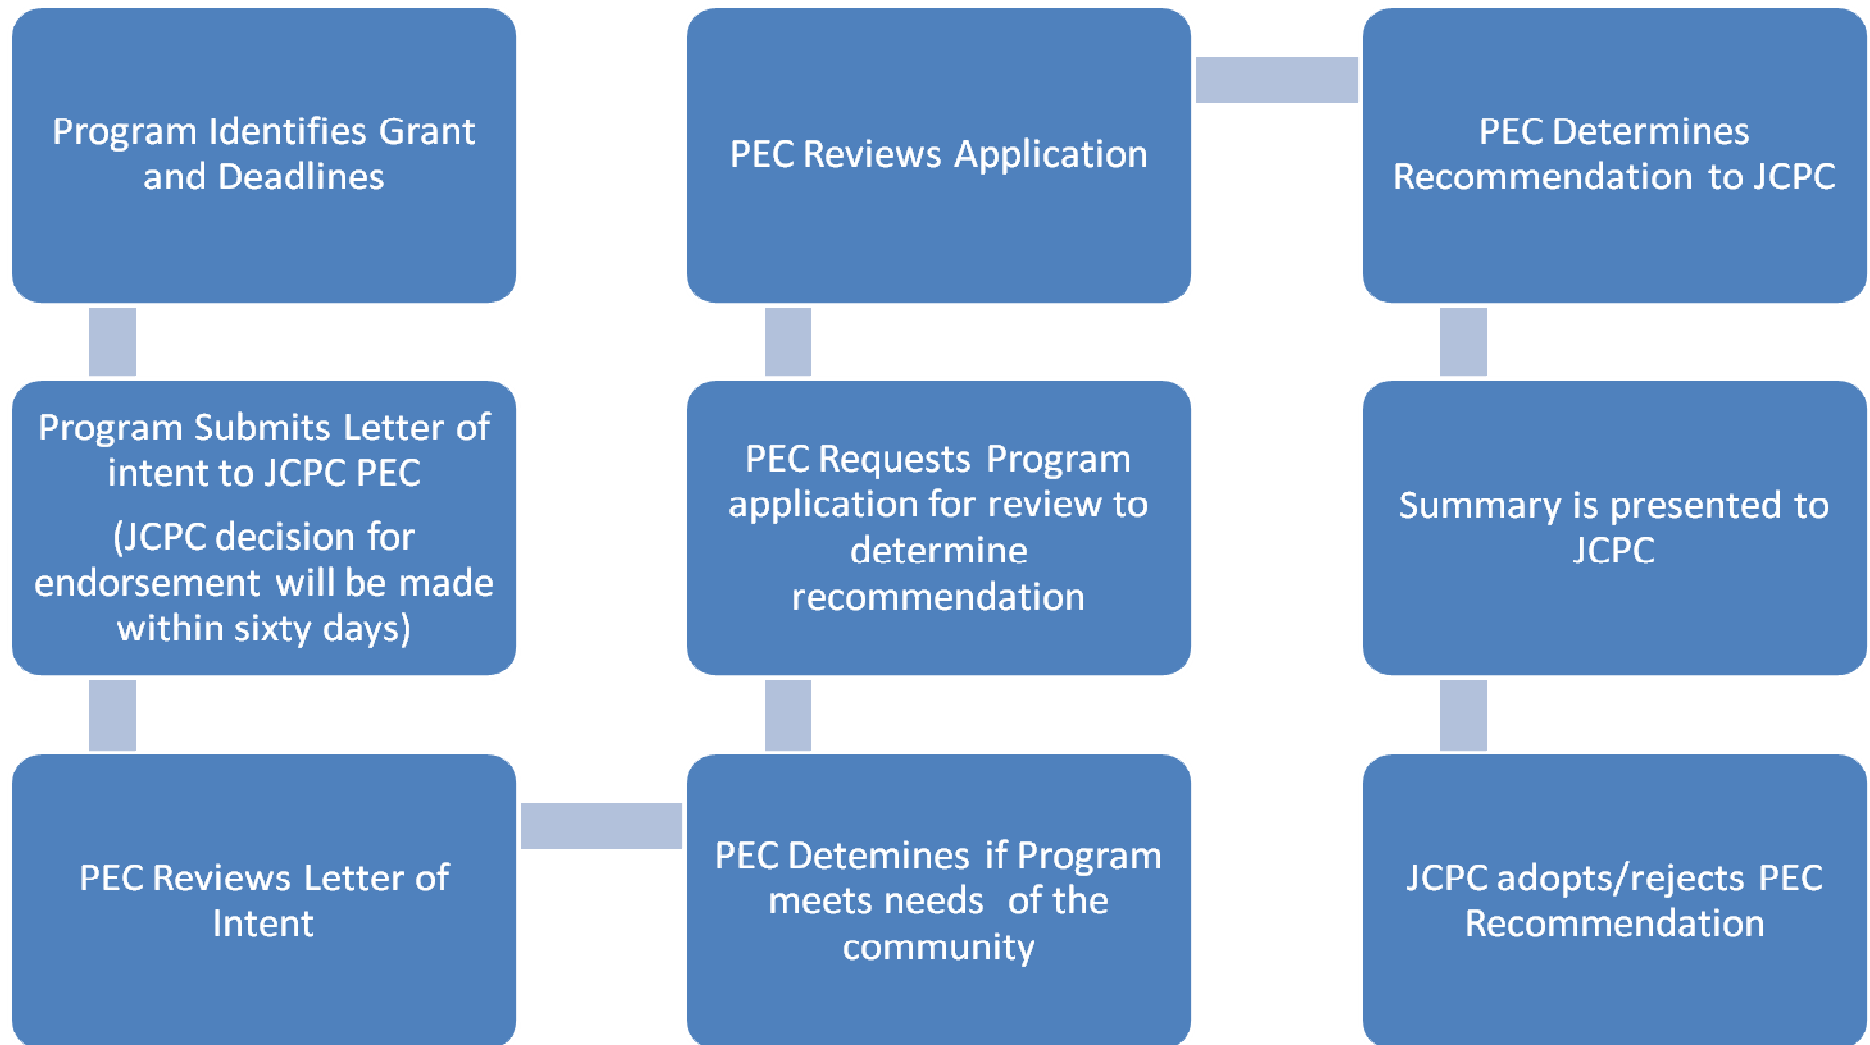 Program Identifies Grant
and Deadlines
Program Submits Letter of
intent to JCPC PEC
(JCPC decision for
endorsement will be made
within sixty days)
PEC Reviews Letter of
Intent
PEC Detemines if Program
meets needs of the
community
PEC Requests Program
application for review to
determine
recommendation
PEC Reviews Application
PEC Determines
Recommendation to JCPC
Summary is presented to
JCPC
JCPC adopts/rejects PEC
Recommendation